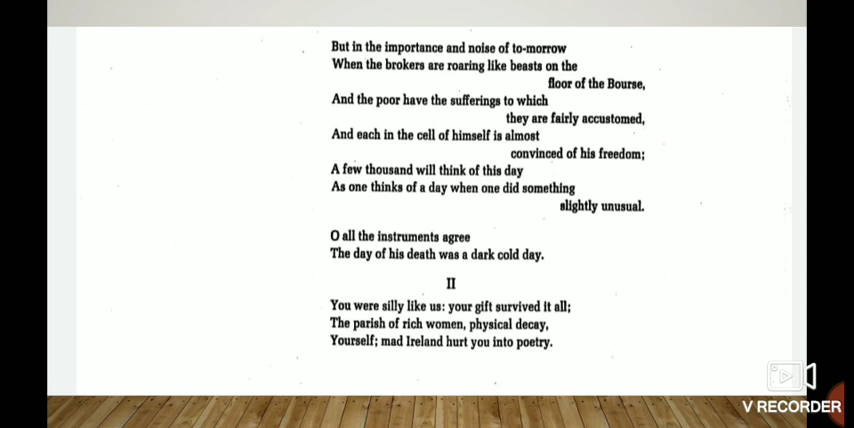 But in the importance and noise of to-morrow
When the brokers are roaring like beasts on the
floor of the Bourse,
And the poor have the sufferings to which
they are fairly accustomed,
And each in the cell of himself is almost
convinced of his freedom;
A few thousand will think of this day
As one thinks of a day when one did something
slightly unusual.
O all the instruments agree
The day of his death was a dark cold day.
II
You were silly like us: your gift survived it all;
The parish of rich women, physical decay,
Yourself; mad Ireland hurt you into poetry.
V RECORDER